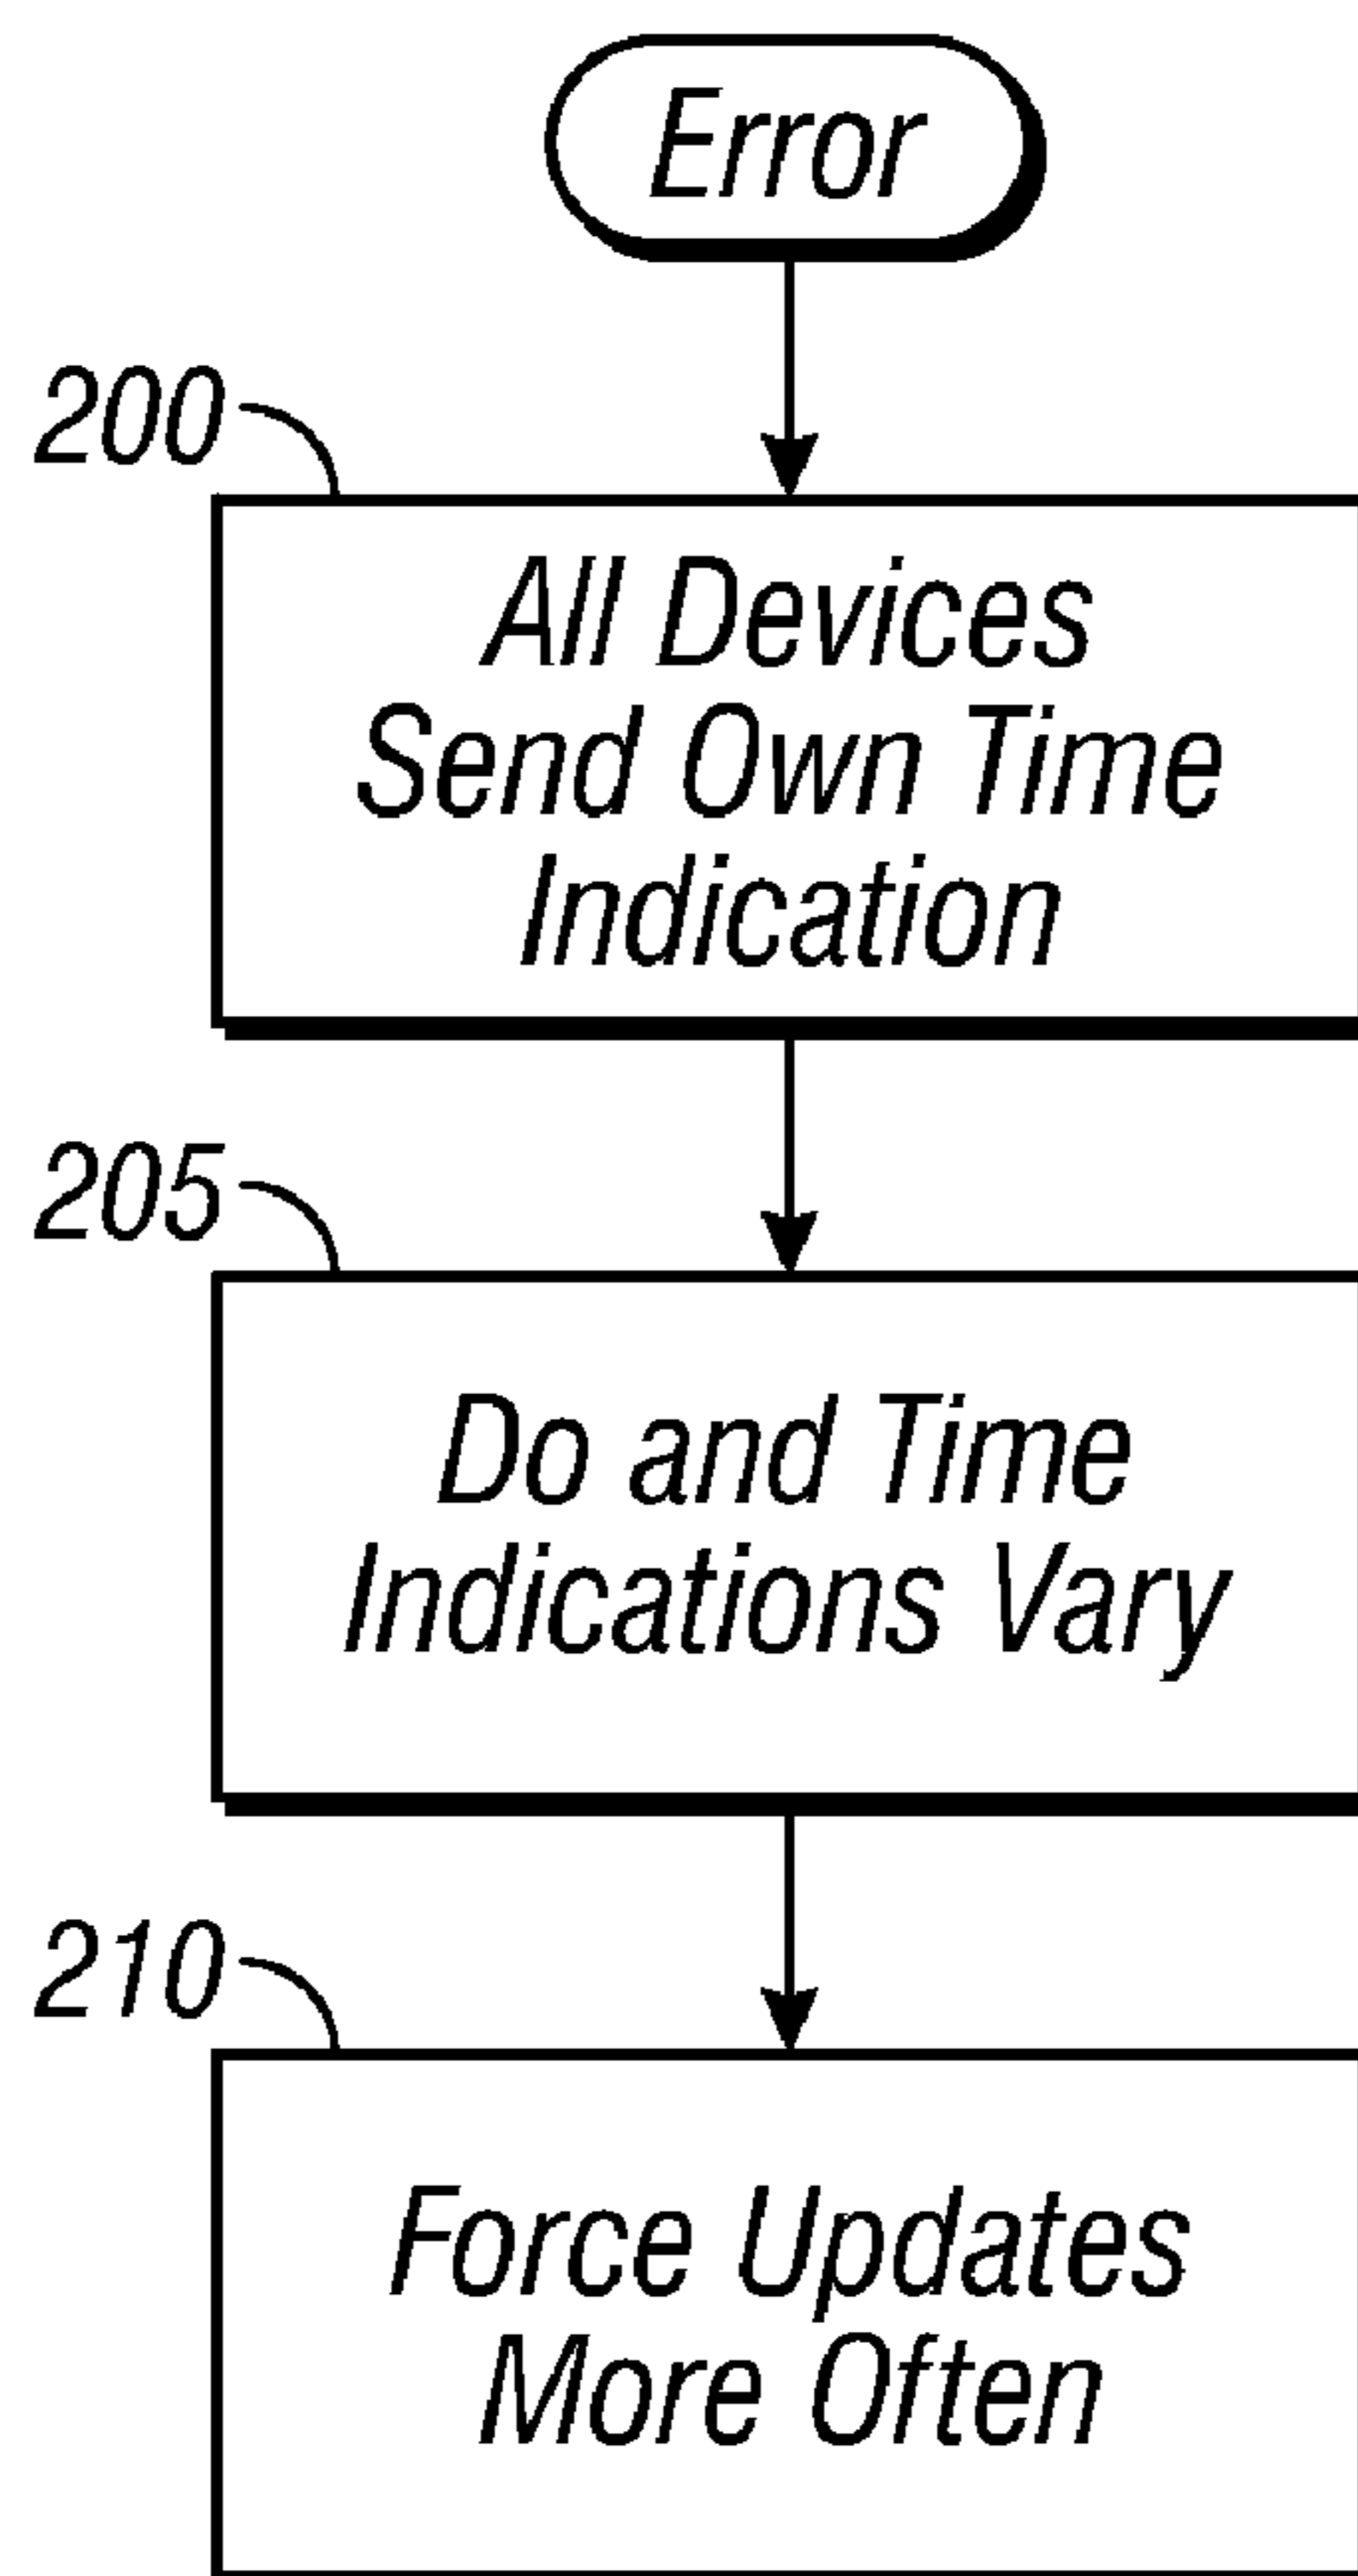 Error
200
All Devices
Send Own Time
Indication
205
Do and Time
Indications Vary
210
Force Updates
More Often